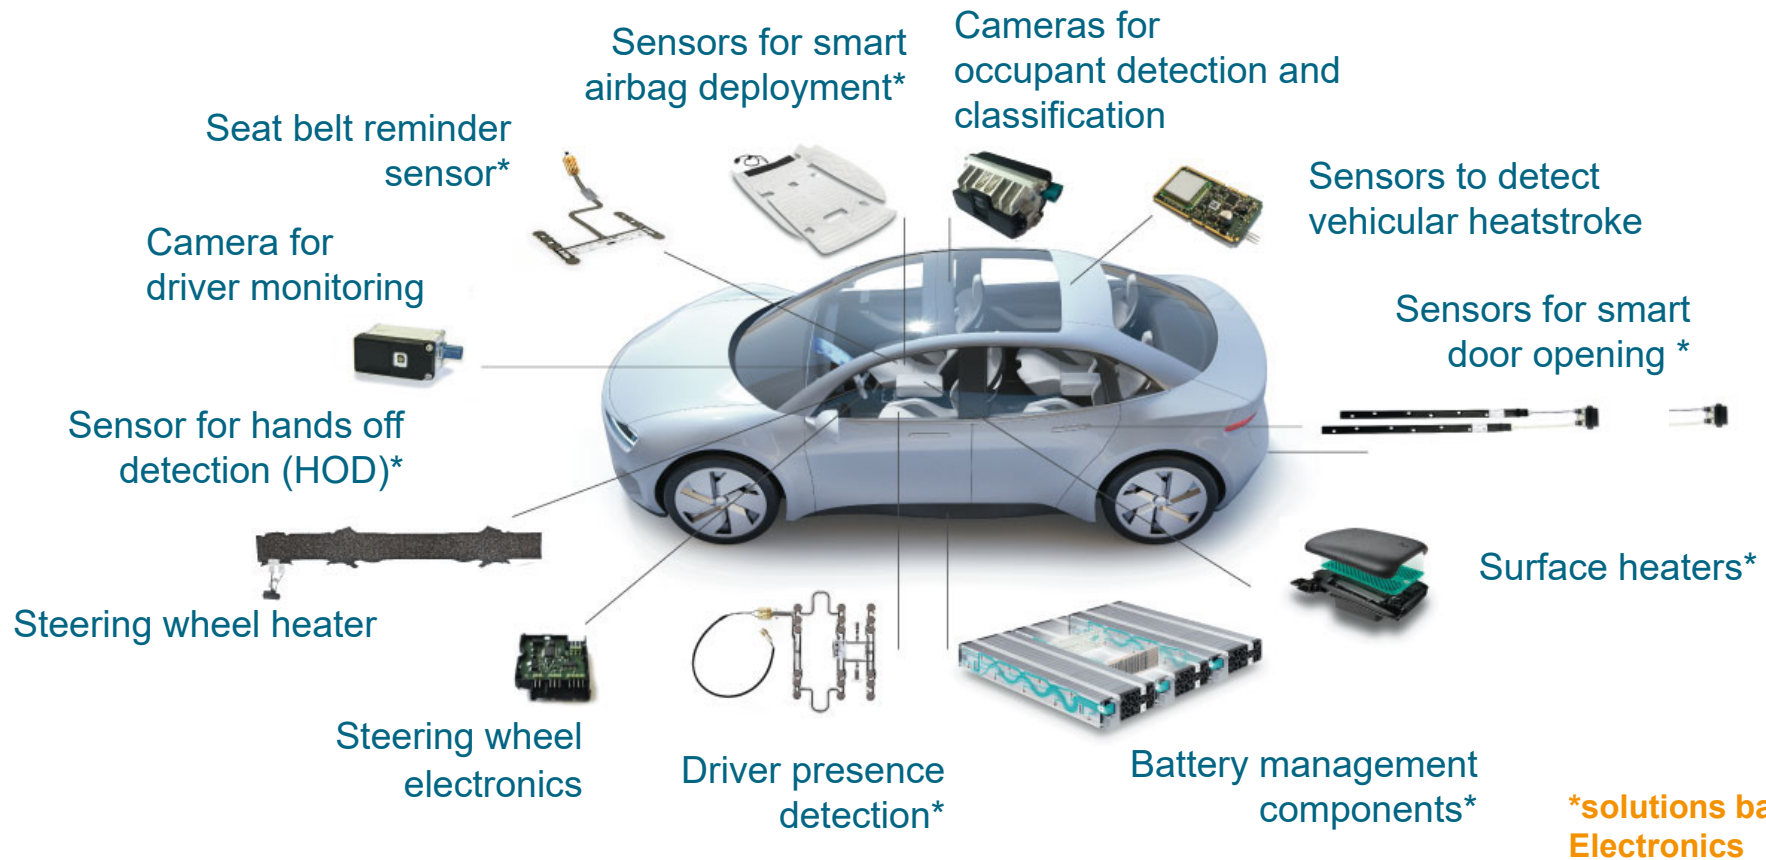 Sensors for smart
airbag deployment*
Cameras for
occupant detection and
classification
Seat belt reminder
sensor*
Sensors to detect
vehicular heatstroke
Camera for
driver monitoring
Sensors for smart
door opening *
Sensor for hands off
detection (HOD)*
Surface heaters*
Steering wheel heater
Steering wheel
electronics
Driver presence
detection*
Battery management
components*
*solutions
Electronics